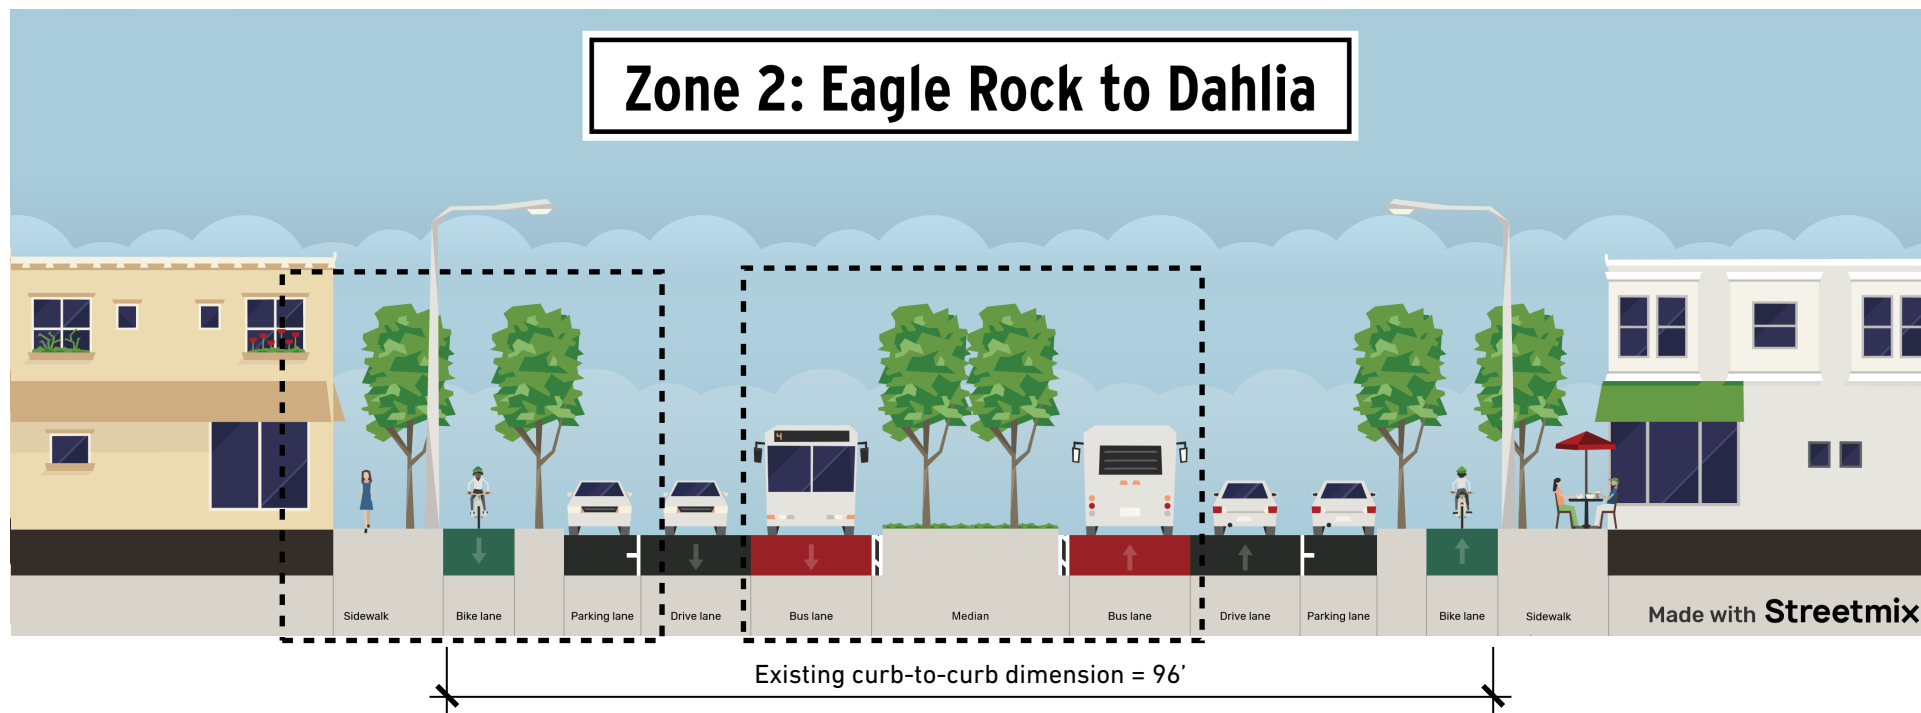 Zone 2: Eagle Rock to Dahlia
4
Sidewalk
Bike lane
Parking lane
Drive lane
Bus lane
Median
Bus lane
Drive lane
Parking lane
Bike lane
Sidewalk
Made with Streetmix
Existing curb-to-curb dimension = 96’